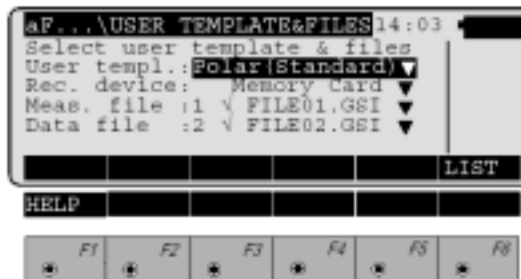 aF...\USER TEMPLATE&FILES 14:03
Select user template & files
User templ.:Polar(Standard)▼
Rec. device: Memory Card ▼
Meas. file :1 √ FILE01.GSI ▼
Data file :2 √ FILE02.GSI ▼
LIST
HELP
F1 F2 F3 F4 F5 F6